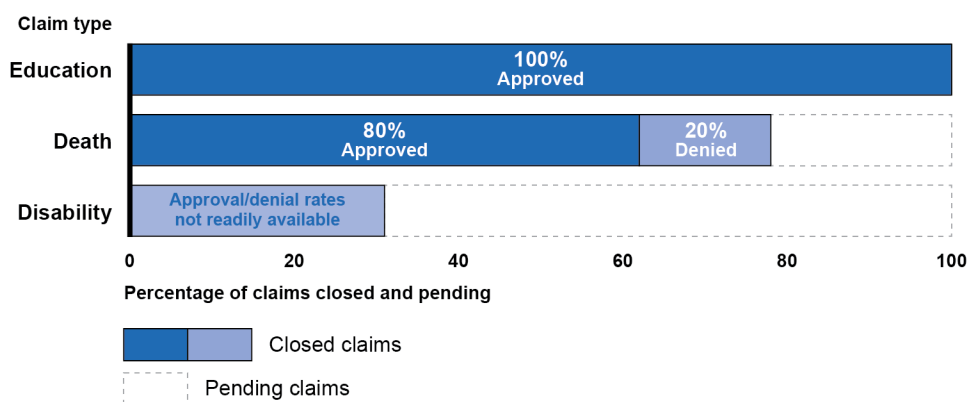 Claim type
Education
100%
Approved
Death
80%
Approved
20%
Denied
Disability
Approval/denial rates
not readily available
0 20 40 60 80 100
Percentage of claims closed and pending
Closed claims
Pending claims